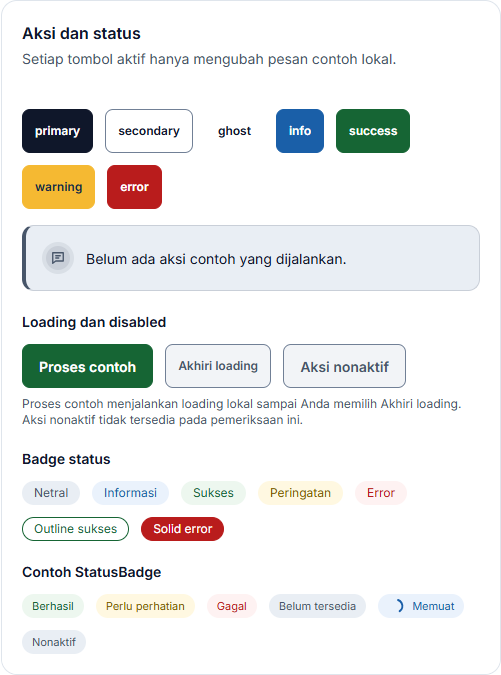 Aksi dan status
Setiap tombol aktif hanya mengubah pesan contoh lokal.
primary secondary ghost info success
warning error
Belum ada aksi contoh yang dijalankan.
Loading dan disabled
Proses contoh Akhiri loading Aksi nonaktif
Proses contoh menjalankan loading lokal sampai Anda memilih Akhiri loading.
Aksi nonaktif tidak tersedia pada pemeriksaan ini.
Badge status
Netral Informasi Sukses Peringatan Error
Outline sukses Solid error
Contoh StatusBadge
Berhasil Perlu perhatian Gagal Belum tersedia Memuat
Nonaktif